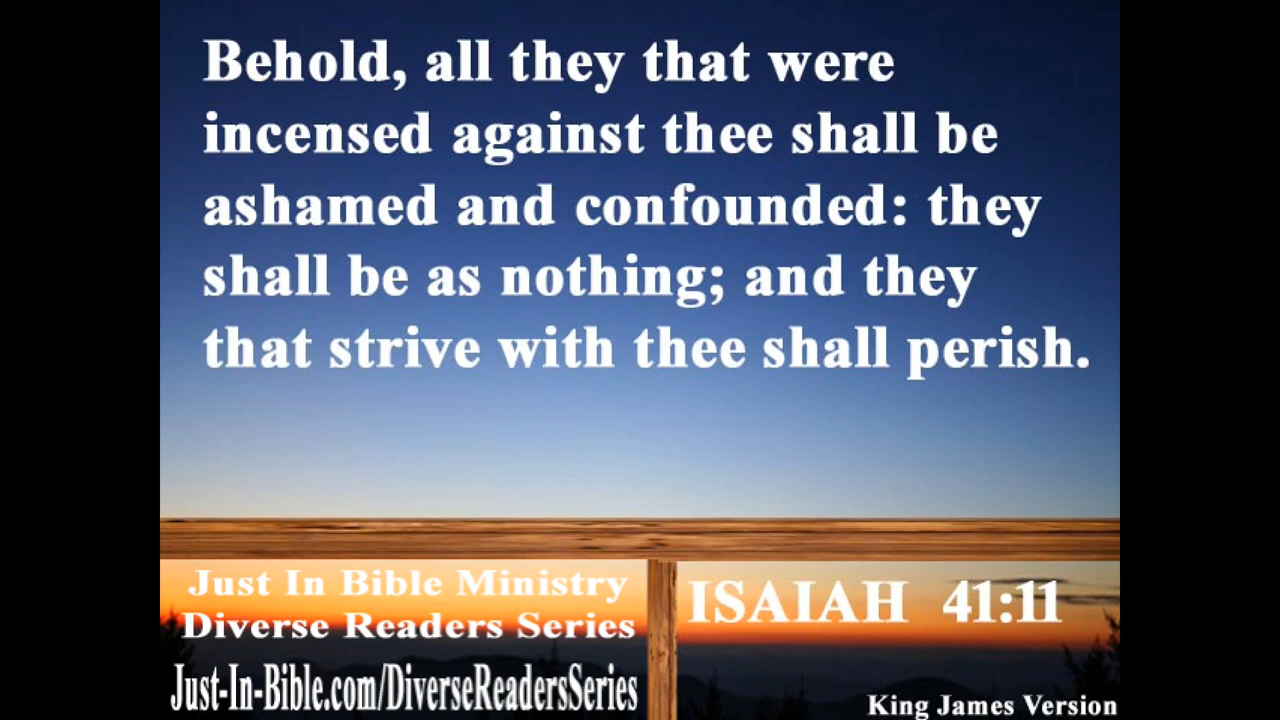 Behold, all they that were
incensed against thee shall be
ashamed and confounded: they
shall be as nothing; and they
that strive with thee shall perish.
Just In Bible Ministry
Diverse Readers Series
Just-In-Bible.com/DiverseReadersSeries
ISAIAH 41:11
King James Version